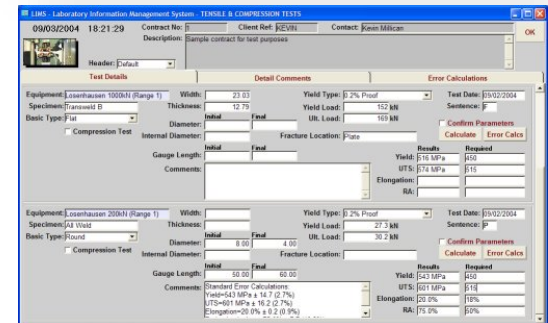 LIMS - Laboratory Information Management System - TENSILE & COMPRESSION TESTS
09/03/2004 18:21:29 Contract No: 1 Client Ref: KEVIN Contact: Kevin Millican OK
Description: Sample contract for test purposes
Header: Default
Test Details Detail Comments Error Calculations
Equipment: Losenhausen 1000kN (Range 1) Width: 23.03 Yield Type: 0.2% Proof Test Date: 09/02/2004
Specimen: Transweld B Thickness: 12.79 Yield Load: 152 kN Sentence: F
Basic Type: Flat Initial Final Ult. Load: 169 kN
Compression Test Diameter: Confirm Parameters
Internal Diameter: Fracture Location: Plate Calculate Error Calcs
Initial Final Results Required
Gauge Length: Yield: 516 MPa 450
Comments: UTS: 574 MPa 515
Elongation:
RA:
Equipment: Losenhausen 200kN (Range 1) Width: Yield Type: 0.2% Proof Test Date: 09/02/2004
Specimen: All Weld Thickness: Yield Load: 27.3 kN Sentence: P
Basic Type: Round Initial Final Ult. Load: 30.2 kN
Compression Test Diameter: 8.00 4.00 Confirm Parameters
Internal Diameter: Fracture Location: Calculate Error Calcs
Initial Final Results Required
Gauge Length: 50.00 60.00 Yield: 543 MPa 450
Comments: Standard Error Calculations: UTS: 601 MPa 515
Yield=543 MPa ± 14.7 (2.7%)
UTS=601 MPa ± 16.2 (2.7%) Elongation: 20.0% 18%
Elongation=20.0% ± 0.2 (0.9%) RA: 75.0% 50%